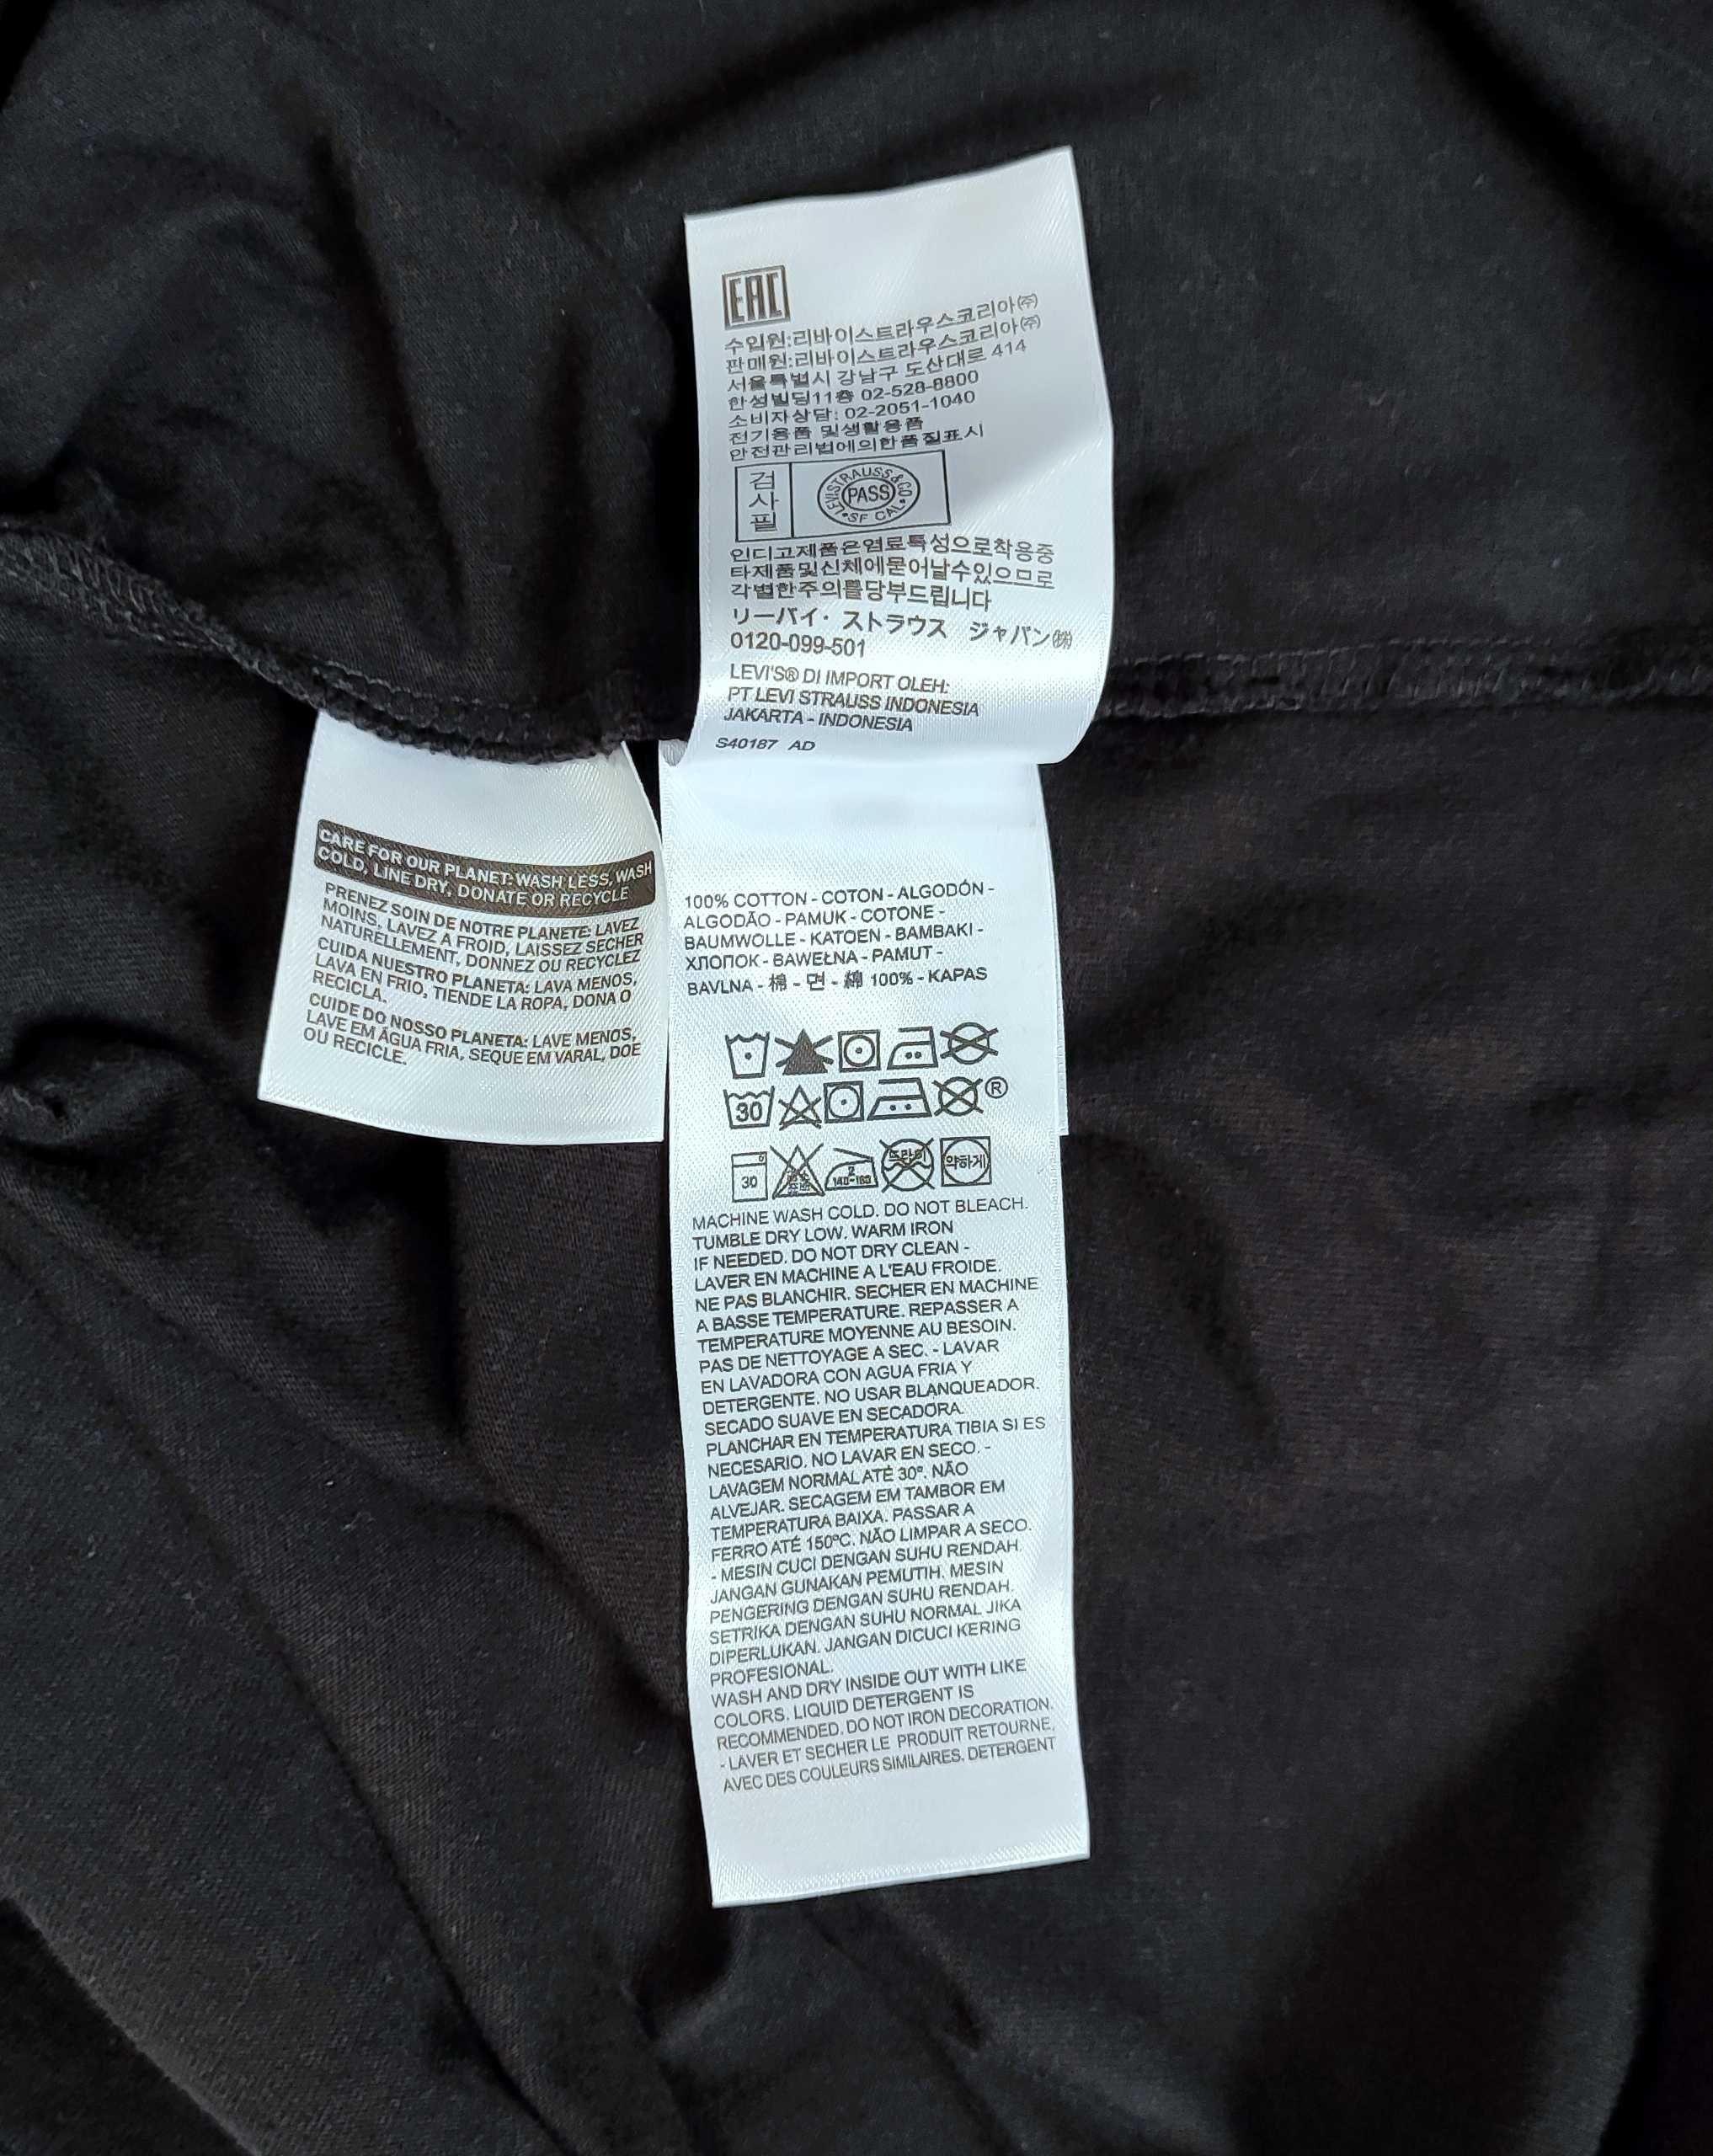 EAC
수입원:리바이스트라우스코리아㈜
판매원:리바이스트라우스코리아㈜
서울특별시 강남구 도산대로 414
한성빌딩11층 02-528-8800
소비자상담: 02-2051-1040
전기용품 및생활용품
안전관리법에의한품질표시
검사필
LEVI STRAUSS & CO
PASS
SF CAL
인디고제품은염료특성으로착용중
타제품및신체에묻어날수있으므로
각별한주의를당부드립니다
リーバイ・ストラウス ジャパン㈱
0120-099-501
LEVI'S® DI IMPORT OLEH:
PT LEVI STRAUSS INDONESIA
JAKARTA - INDONESIA
S40187 AD
CARE FOR OUR PLANET: WASH LESS, WASH
COLD, LINE DRY, DONATE OR RECYCLE
PRENEZ SOIN DE NOTRE PLANETE: LAVEZ
MOINS, LAVEZ A FROID, LAISSEZ SECHER
NATURELLEMENT, DONNEZ OU RECYCLEZ
CUIDA NUESTRO PLANETA: LAVA MENOS,
LAVA EN FRIO, TIENDE LA ROPA, DONA O
RECICLA.
CUIDE DO NOSSO PLANETA: LAVE MENOS,
LAVE EM ÁGUA FRIA, SEQUE EM VARAL, DOE
OU RECICLE.
100% COTTON - COTON - ALGODÓN -
ALGODÃO - PAMUK - COTONE -
BAUMWOLLE - KATOEN - BAMBAKI -
ХЛОПОК - BAWEŁNA - PAMUT -
BAVLNA - 棉 - 면 - 綿 100% - KAPAS
30 ®
30 2 140~160 드라이 약하게
MACHINE WASH COLD. DO NOT BLEACH.
TUMBLE DRY LOW. WARM IRON
IF NEEDED. DO NOT DRY CLEAN -
LAVER EN MACHINE A L'EAU FROIDE.
NE PAS BLANCHIR. SECHER EN MACHINE
A BASSE TEMPERATURE. REPASSER A
TEMPERATURE MOYENNE AU BESOIN.
PAS DE NETTOYAGE A SEC. - LAVAR
EN LAVADORA CON AGUA FRIA Y
DETERGENTE. NO USAR BLANQUEADOR.
SECADO SUAVE EN SECADORA.
PLANCHAR EN TEMPERATURA TIBIA SI ES
NECESARIO. NO LAVAR EN SECO. -
LAVAGEM NORMAL ATÉ 30º. NÃO
ALVEJAR. SECAGEM EM TAMBOR EM
TEMPERATURA BAIXA. PASSAR A
FERRO ATÉ 150ºC. NÃO LIMPAR A SECO.
- MESIN CUCI DENGAN SUHU RENDAH.
JANGAN GUNAKAN PEMUTIH. MESIN
PENGERING DENGAN SUHU RENDAH.
SETRIKA DENGAN SUHU NORMAL JIKA
DIPERLUKAN. JANGAN DICUCI KERING
PROFESIONAL.
WASH AND DRY INSIDE OUT WITH LIKE
COLORS. LIQUID DETERGENT IS
RECOMMENDED. DO NOT IRON DECORATION.
- LAVER ET SECHER LE PRODUIT RETOURNE,
AVEC DES COULEURS SIMILAIRES. DETERGENT